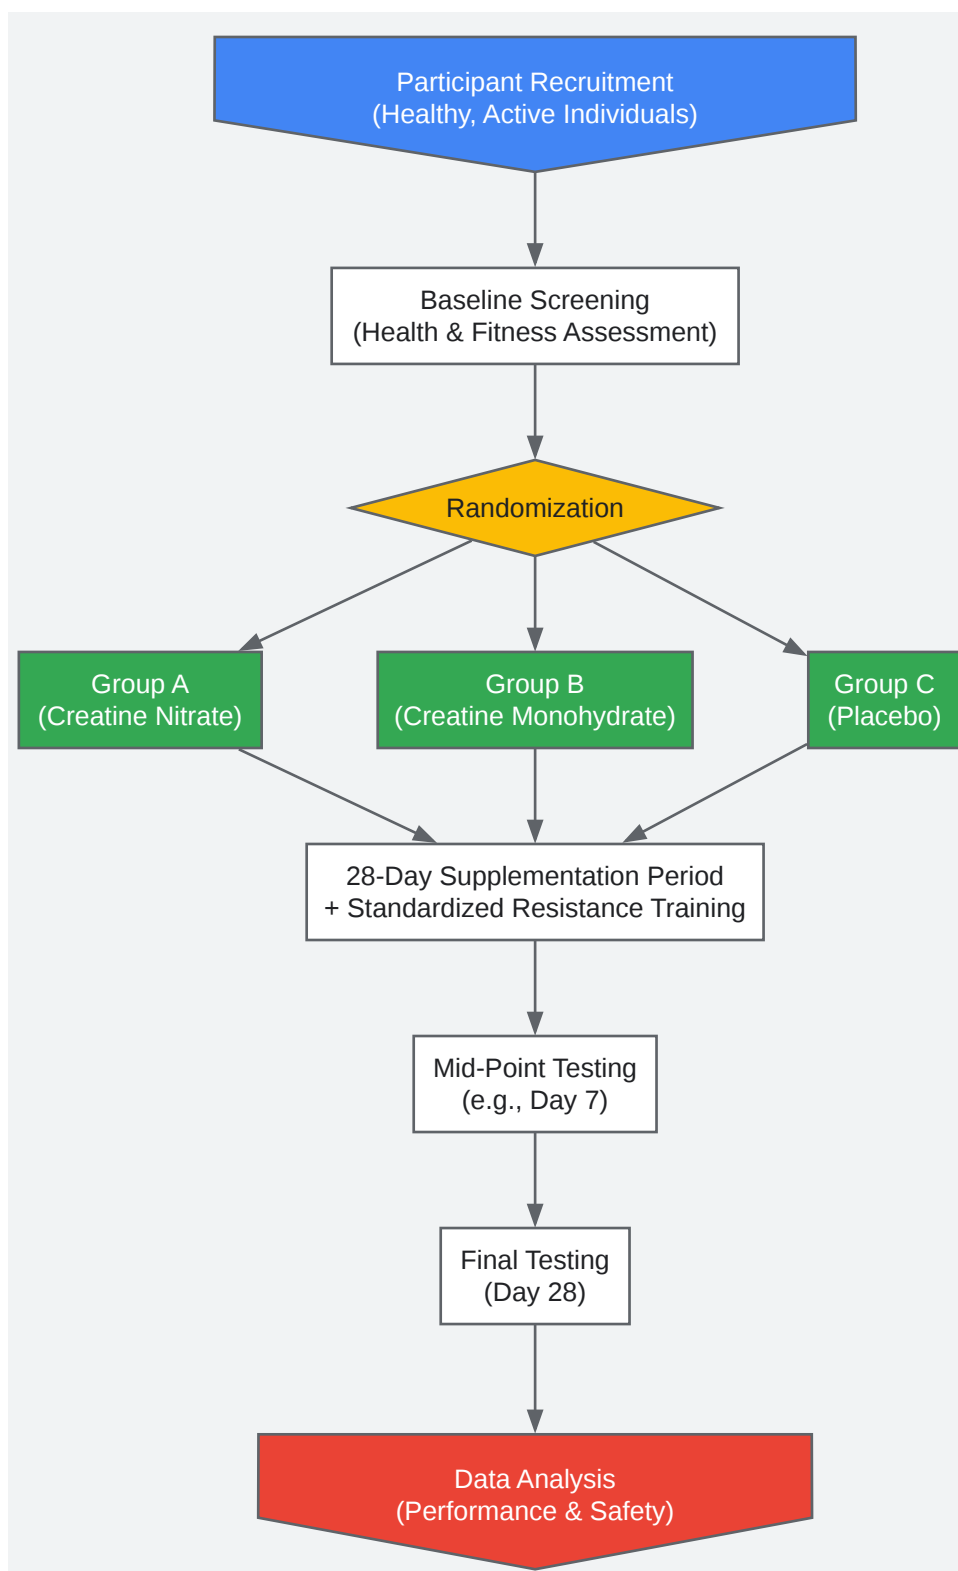 Participant Recruitment
(Healthy, Active Individuals)
Baseline Screening
(Health & Fitness Assessment)
Randomization
Group A
(Creatine Nitrate)
Group B
(Creatine Monohydrate)
Group C
(Placebo)
28-Day Supplementation Period
+ Standardized Resistance Training
Mid-Point Testing
(e.g., Day 7)
Final Testing
(Day 28)
Data Analysis
(Performance & Safety)